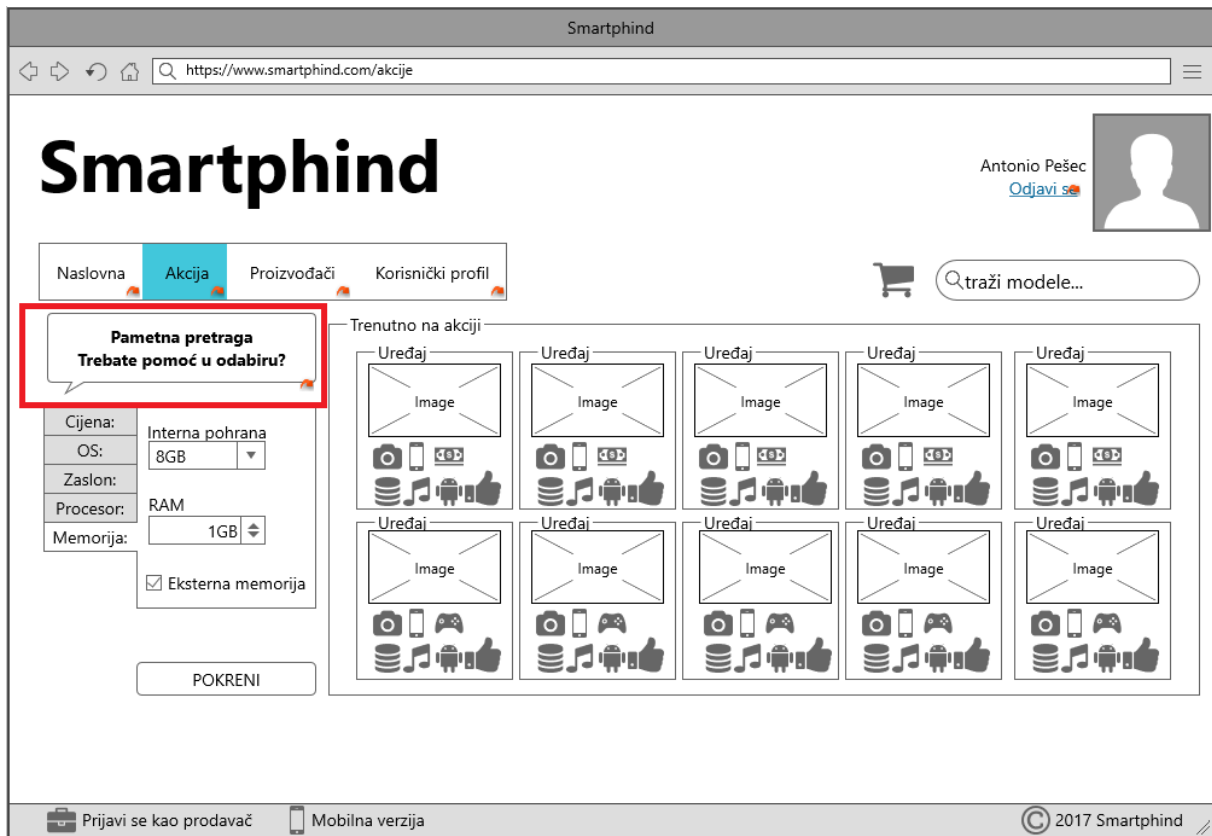 Smartphind
https://www.smartphind.com/akcije
Smartphind
Antonio Pešec
Odjavi se
Naslovna Akcija Proizvođači Korisnički profil
traži modele...
Pametna pretraga
Trebate pomoć u odabiru?
Cijena:
OS:
Zaslon:
Procesor:
Memorija:
Interna pohrana
8GB
RAM
1GB
Eksterna memorija
POKRENI
Trenutno na akciji
Uređaj Uređaj Uređaj Uređaj Uređaj
Image Image Image Image Image
Uređaj Uređaj Uređaj Uređaj Uređaj
Image Image Image Image Image
Prijavi se kao prodavač Mobilna verzija © 2017 Smartphind